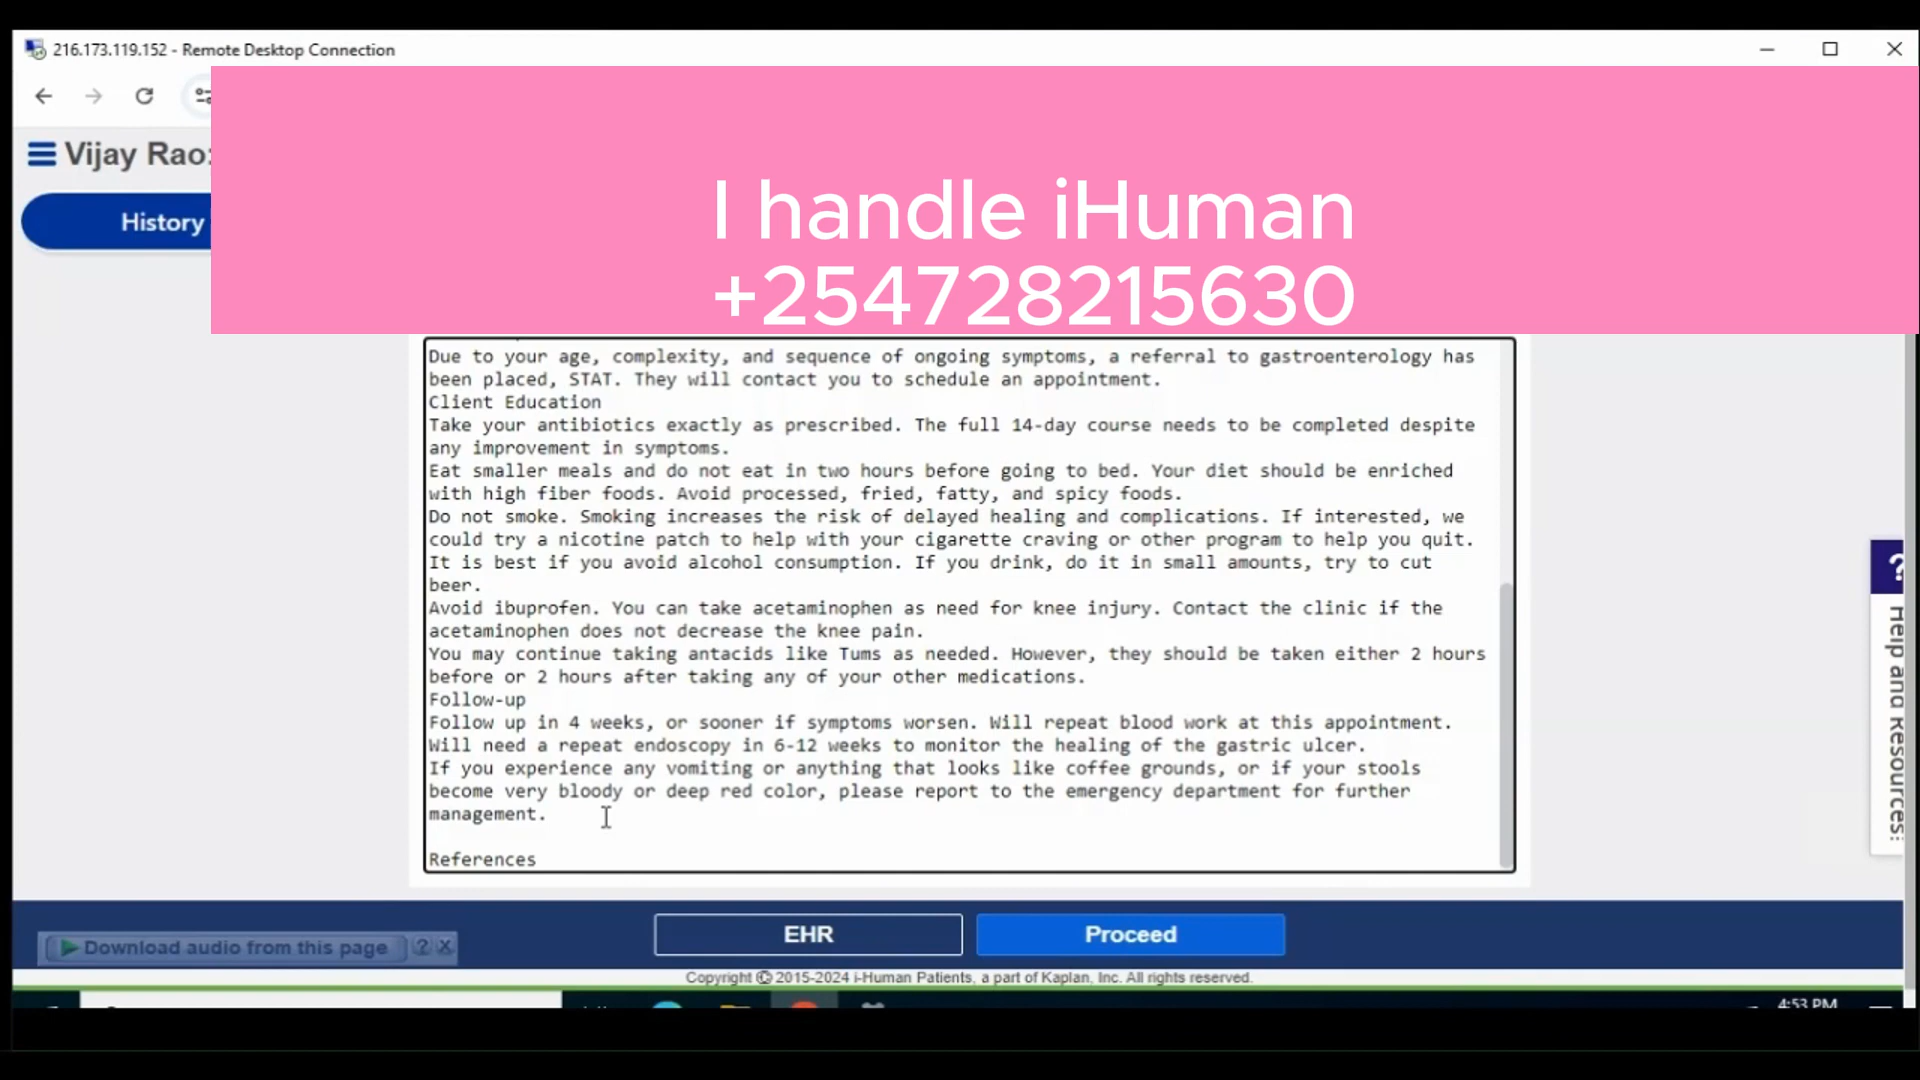 216.173.119.152 - Remote Desktop Connection
Vijay Rao:
History
I handle iHuman
+254728215630
Due to your age, complexity, and sequence of ongoing symptoms, a referral to gastroenterology has
been placed, STAT. They will contact you to schedule an appointment.
Client Education
Take your antibiotics exactly as prescribed. The full 14-day course needs to be completed despite
any improvement in symptoms.
Eat smaller meals and do not eat in two hours before going to bed. Your diet should be enriched
with high fiber foods. Avoid processed, fried, fatty, and spicy foods.
Do not smoke. Smoking increases the risk of delayed healing and complications. If interested, we
could try a nicotine patch to help with your cigarette craving or other program to help you quit.
It is best if you avoid alcohol consumption. If you drink, do it in small amounts, try to cut
beer.
Avoid ibuprofen. You can take acetaminophen as need for knee injury. Contact the clinic if the
acetaminophen does not decrease the knee pain.
You may continue taking antacids like Tums as needed. However, they should be taken either 2 hours
before or 2 hours after taking any of your other medications.
Follow-up
Follow up in 4 weeks, or sooner if symptoms worsen. Will repeat blood work at this appointment.
Will need a repeat endoscopy in 6-12 weeks to monitor the healing of the gastric ulcer.
If you experience any vomiting or anything that looks like coffee grounds, or if your stools
become very bloody or deep red color, please report to the emergency department for further
management.
References
?
Help and Resources:
EHR
Proceed
Download audio from this page
? X
Copyright © 2015-2024 i-Human Patients, a part of Kaplan, Inc. All rights reserved.
4:53 PM